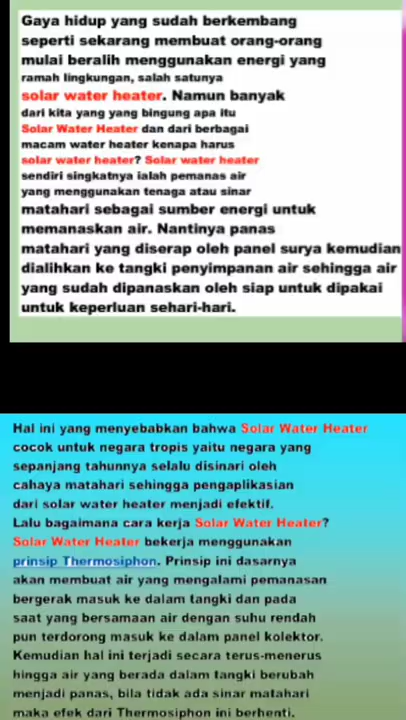 Gaya hidup yang sudah berkembang
seperti sekarang membuat orang-orang
mulai beralih menggunakan energi yang
ramah lingkungan, salah satunya
solar water heater. Namun banyak
dari kita yang yang bingung apa itu
Solar Water Heater dan dari berbagai
macam water heater kenapa harus
solar water heater? Solar water heater
sendiri singkatnya ialah pemanas air
yang menggunakan tenaga atau sinar
matahari sebagai sumber energi untuk
memanaskan air. Nantinya panas
matahari yang diserap oleh panel surya kemudian
dialihkan ke tangki penyimpanan air sehingga air
yang sudah dipanaskan oleh siap untuk dipakai
untuk keperluan sehari-hari.
Hal ini yang menyebabkan bahwa Solar Water Heater
cocok untuk negara tropis yaitu negara yang
sepanjang tahunnya selalu disinari oleh
cahaya matahari sehingga pengaplikasian
dari solar water heater menjadi efektif.
Lalu bagaimana cara kerja Solar Water Heater?
Solar Water Heater bekerja menggunakan
prinsip Thermosiphon. Prinsip ini dasarnya
akan membuat air yang mengalami pemanasan
bergerak masuk ke dalam tangki dan pada
saat yang bersamaan air dengan suhu rendah
pun terdorong masuk ke dalam panel kolektor.
Kemudian hal ini terjadi secara terus-menerus
hingga air yang berada dalam tangki berubah
menjadi panas, bila tidak ada sinar matahari
maka efek dari Thermosiphon ini berhenti.